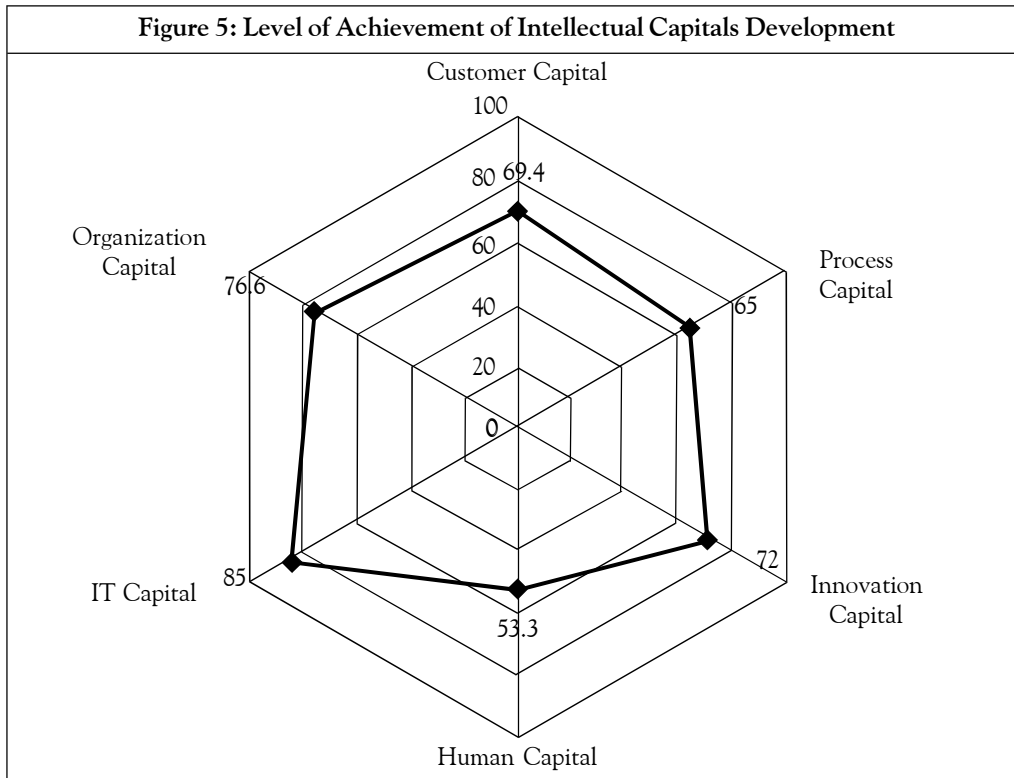 Figure 5: Level of Achievement of Intellectual Capitals Development
Customer Capital
100
80
69.4
60
40
20
0
Organization
Capital
76.6
Process
Capital
65
IT Capital
85
72
Innovation
Capital
53.3
Human Capital